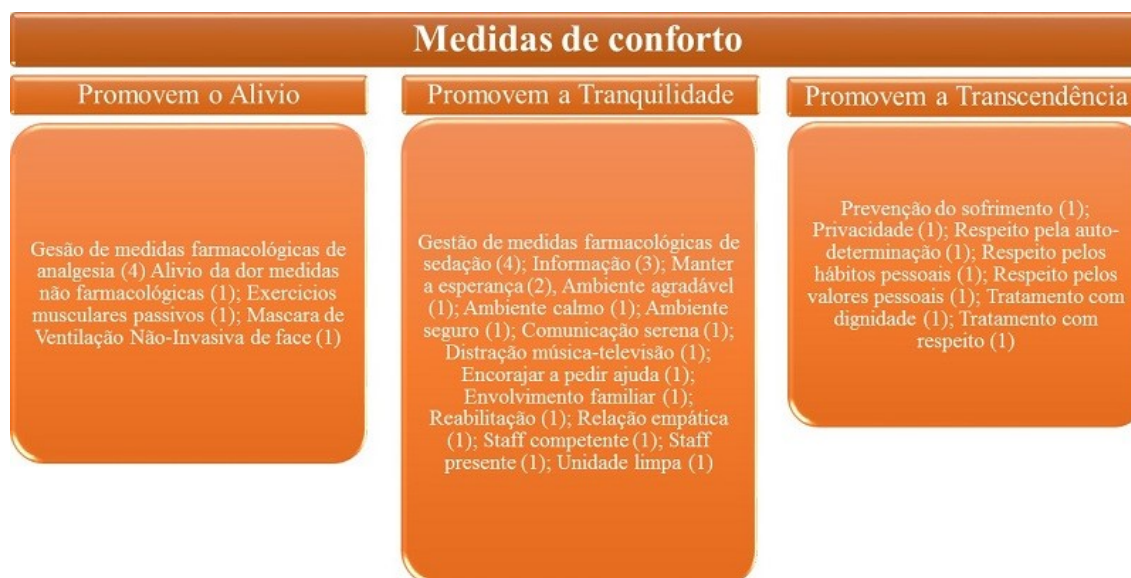 Medidas de conforto
Promovem o Alivio
Gesão de medidas farmacológicas de
analgesia (4) Alivio da dor medidas
não farmacológicas (1); Exercicios
musculares passivos (1); Mascara de
Ventilação Não-Invasiva de face (1)
Promovem a Tranquilidade
Gestão de medidas farmacológicas de
sedação (4); Informação (3); Manter
a esperança (2), Ambiente agradável
(1); Ambiente calmo (1); Ambiente
seguro (1); Comunicação serena (1);
Distração música-televisão (1);
Encorajar a pedir ajuda (1);
Envolvimento familiar (1);
Reabilitação (1); Relação empática
(1); Staff competente (1); Staff
presente (1); Unidade limpa (1)
Promovem a Transcendência
Prevenção do sofrimento (1);
Privacidade (1); Respeito pela auto-
determinação (1); Respeito pelos
hábitos pessoais (1); Respeito pelos
valores pessoais (1); Tratamento com
dignidade (1); Tratamento com
respeito (1)